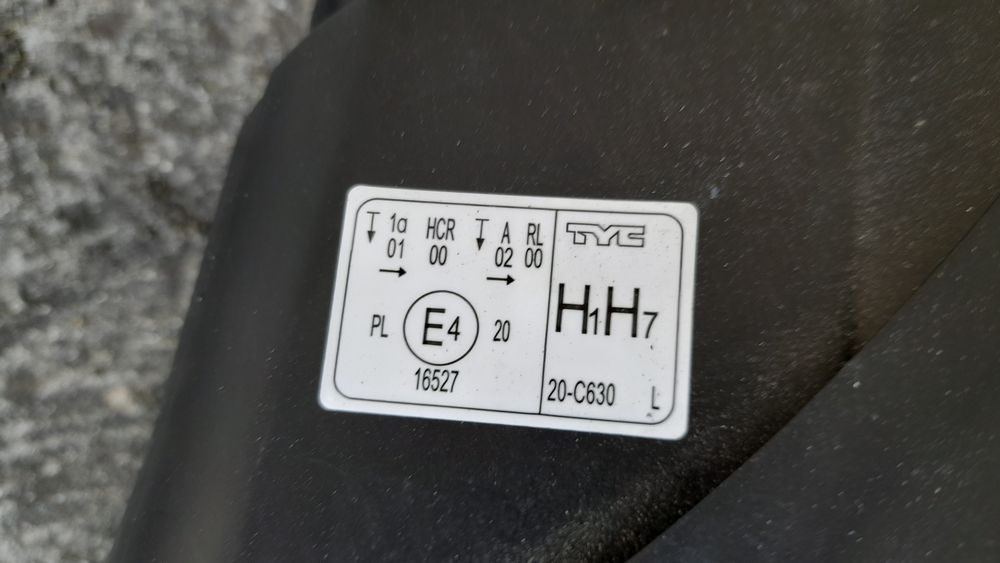 1a HCR A RL
01 00 02 00
PL E4 20
16527
TYC
H1H7
20-C630 L